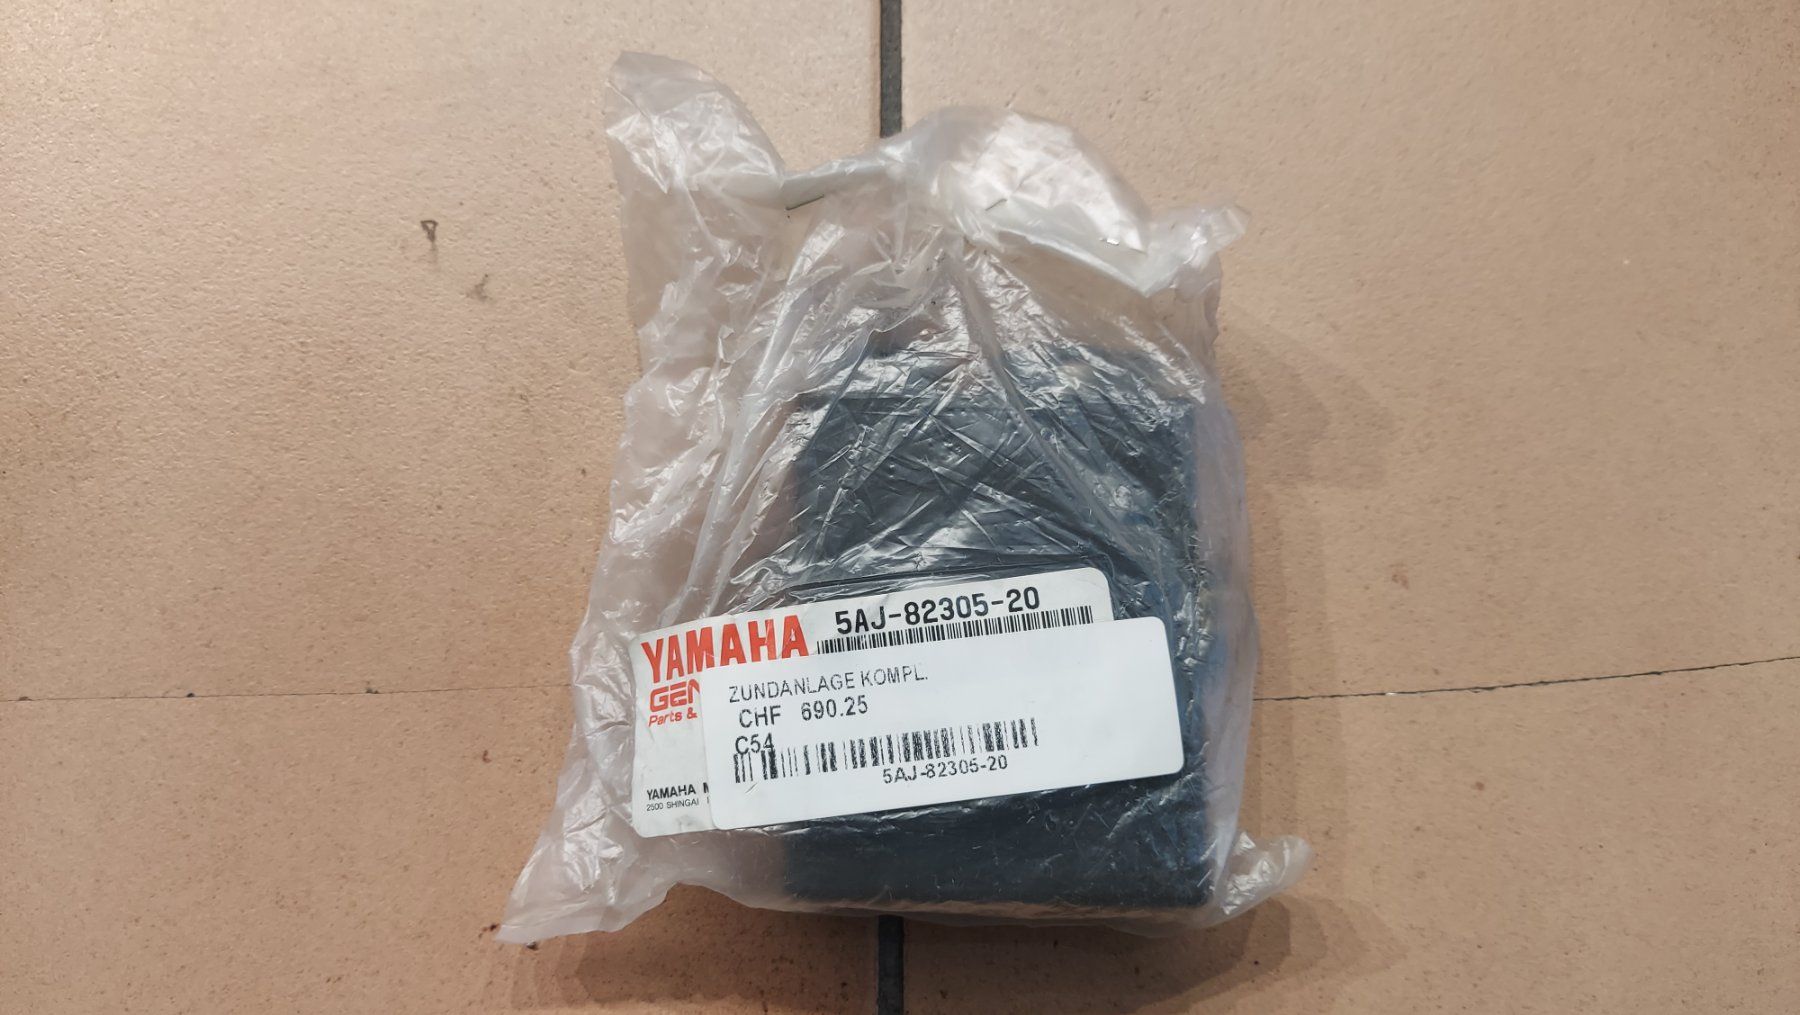 YAMAHA 5AJ-82305-20
GEN
Parts &
ZUNDANLAGE KOMPL.
CHF 690.25
C54
5AJ-82305-20
YAMAHA M
2500 SHINGAI